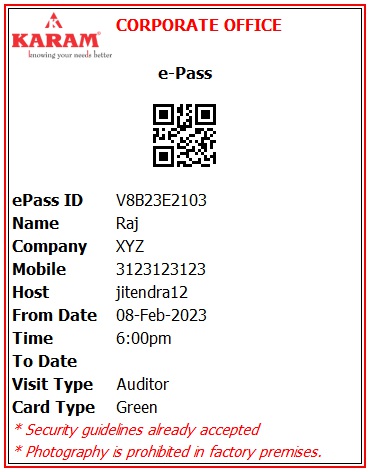 CORPORATE OFFICE
KARAM®
knowing your needs better
e-Pass
ePass ID V8B23E2103
Name Raj
Company XYZ
Mobile 3123123123
Host jitendra12
From Date 08-Feb-2023
Time 6:00pm
To Date
Visit Type Auditor
Card Type Green
* Security guidelines already accepted
* Photography is prohibited in factory premises.